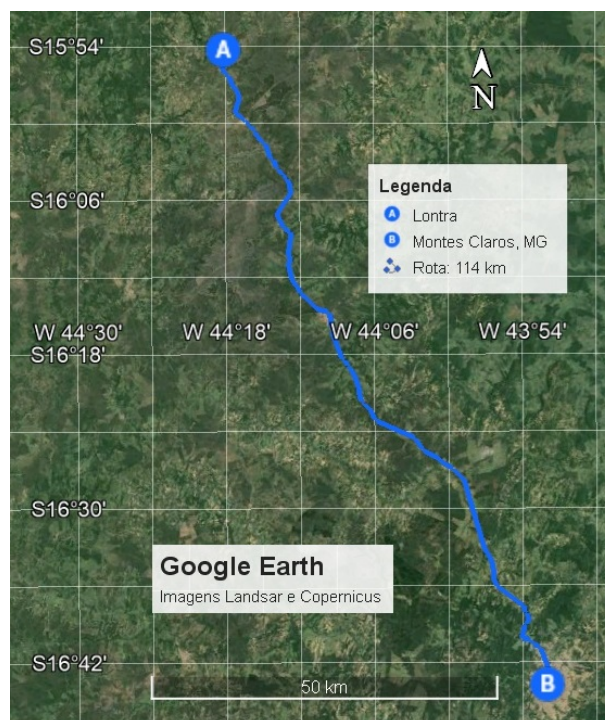 S15°54'
A
N
S16°06'
Legenda
A Lontra
B Montes Claros, MG
Rota: 114 km
W 44°30' W 44°18' W 44°06' W 43°54'
S16°18'
S16°30'
Google Earth
Imagens Landsar e Copernicus
S16°42'
50 km
B